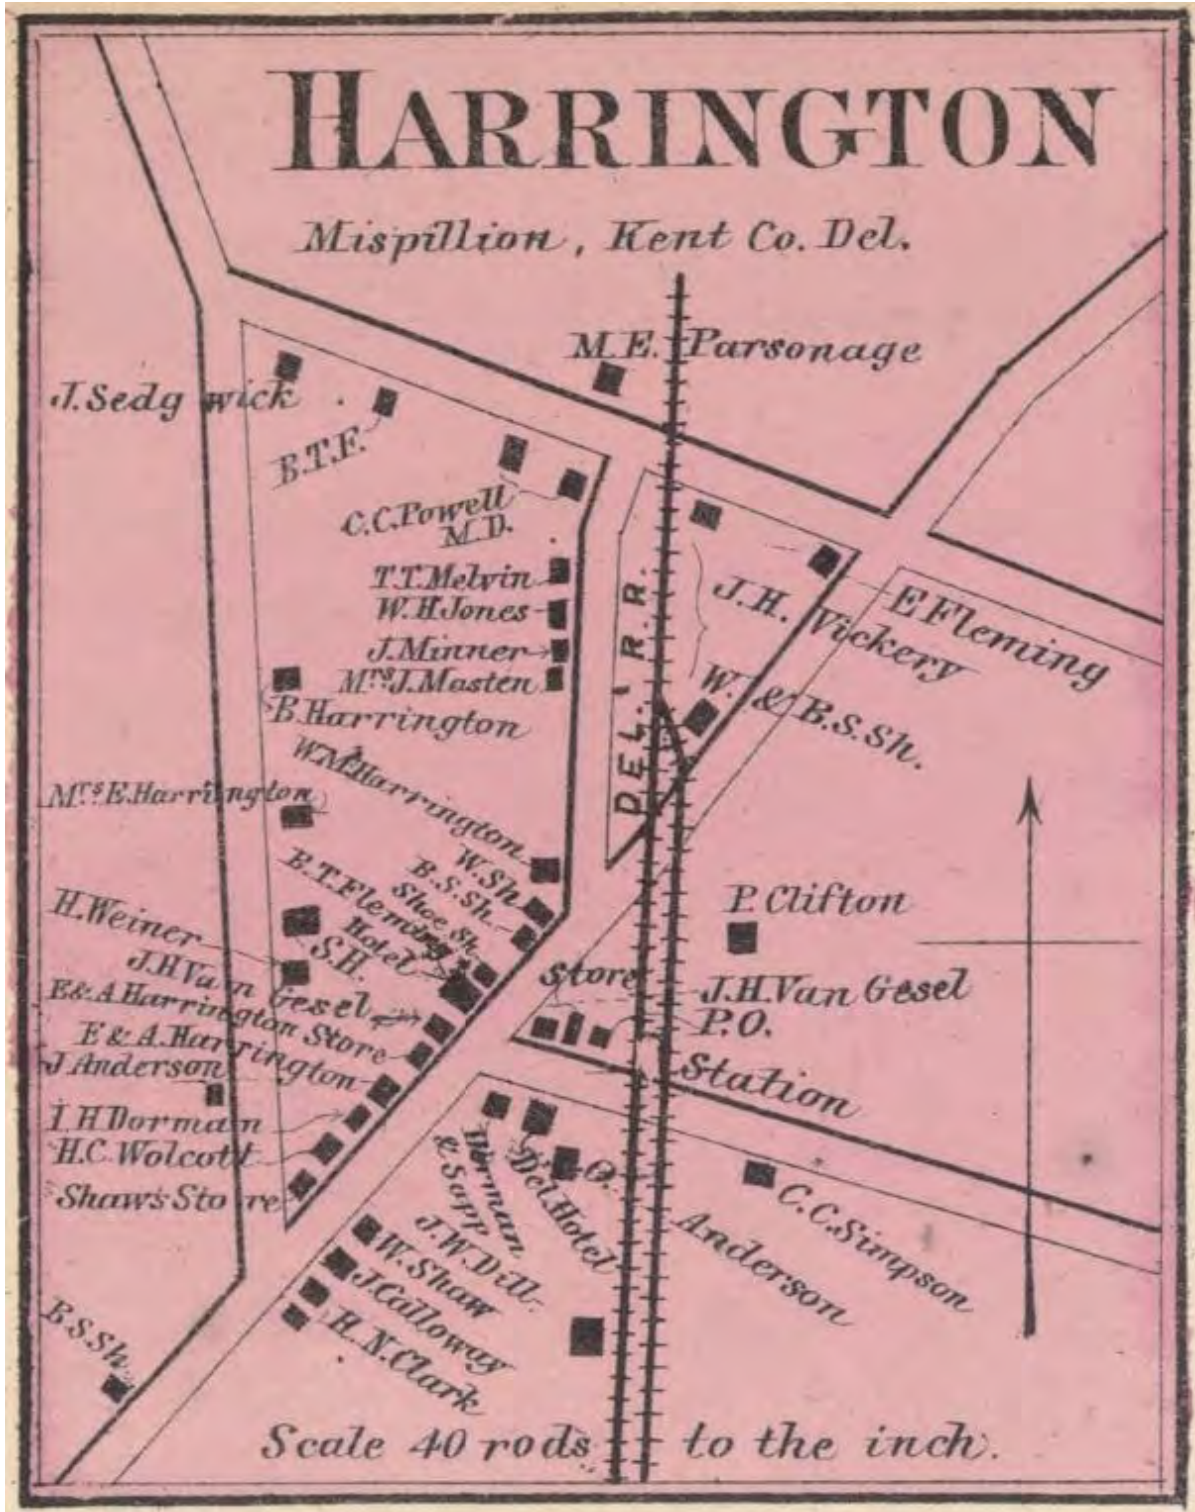 HARRINGTON
Mispillion, Kent Co. Del.
M.E. Parsonage
J. Sedgwick
B.T.F.
C.C. Powell
M.D.
T.T. Melvin
W.H. Jones
J. Minner
Mrs J. Masten
B. Harrington
DEL. R.R.
J.H. Vickery
E Fleming
W. & B.S. Sh.
W.M. Harrington
Mrs E. Harrington
W. Sh
B.S. Sh.
Shoe Sh
B.T. Fleming
Hotel
H. Weiner
S.H.
J.H Van Gesel
E & A Harrington Store
E & A. Harrington
J Anderson
I H Dorman
H.C. Wolcott
Shaw's Store
P. Clifton
Store
J.H. Van Gesel
P.O.
Station
Dorman
& Sapp
Del. Hotel
O.
Anderson
C.C. Simpson
J.W. Dill
W. Shaw
J. Calloway
H.N. Clark
B.S. Sh
Scale 40 rods to the inch.